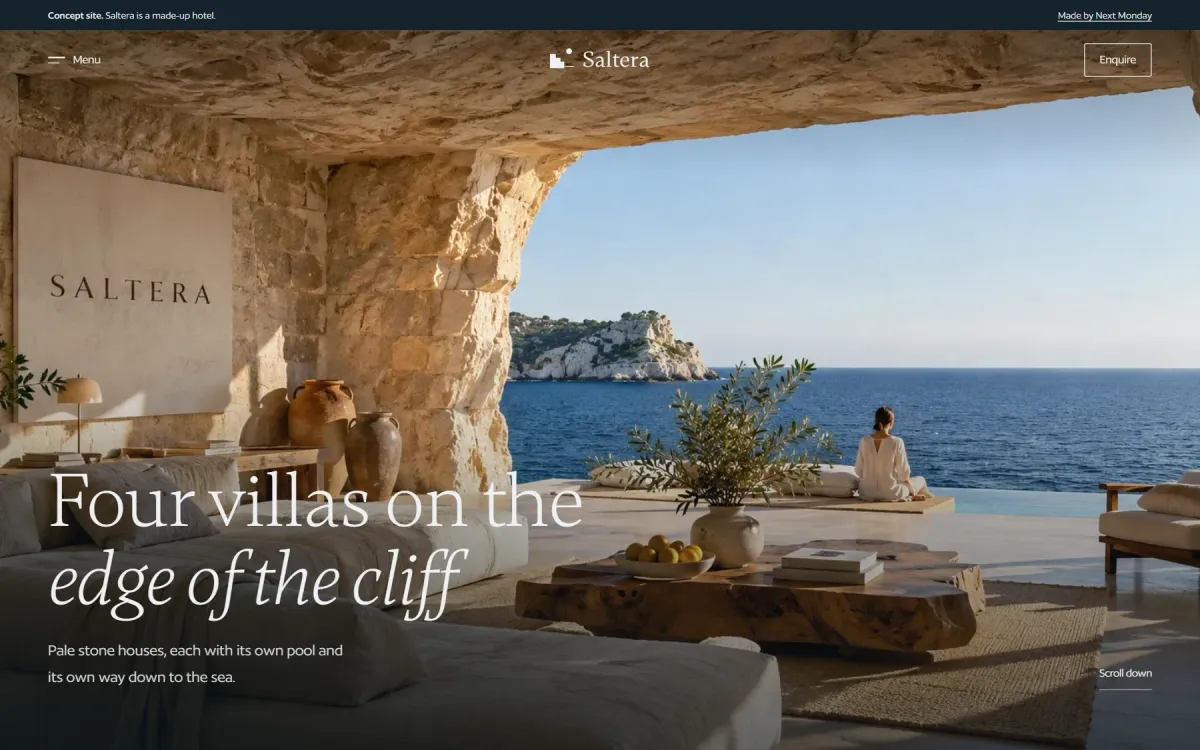 Concept site. Saltera is a made-up hotel.
Made by Next Monday
Menu
Saltera
Enquire
SALTERA
Four villas on the
edge of the cliff
Pale stone houses, each with its own pool and
its own way down to the sea.
Scroll down